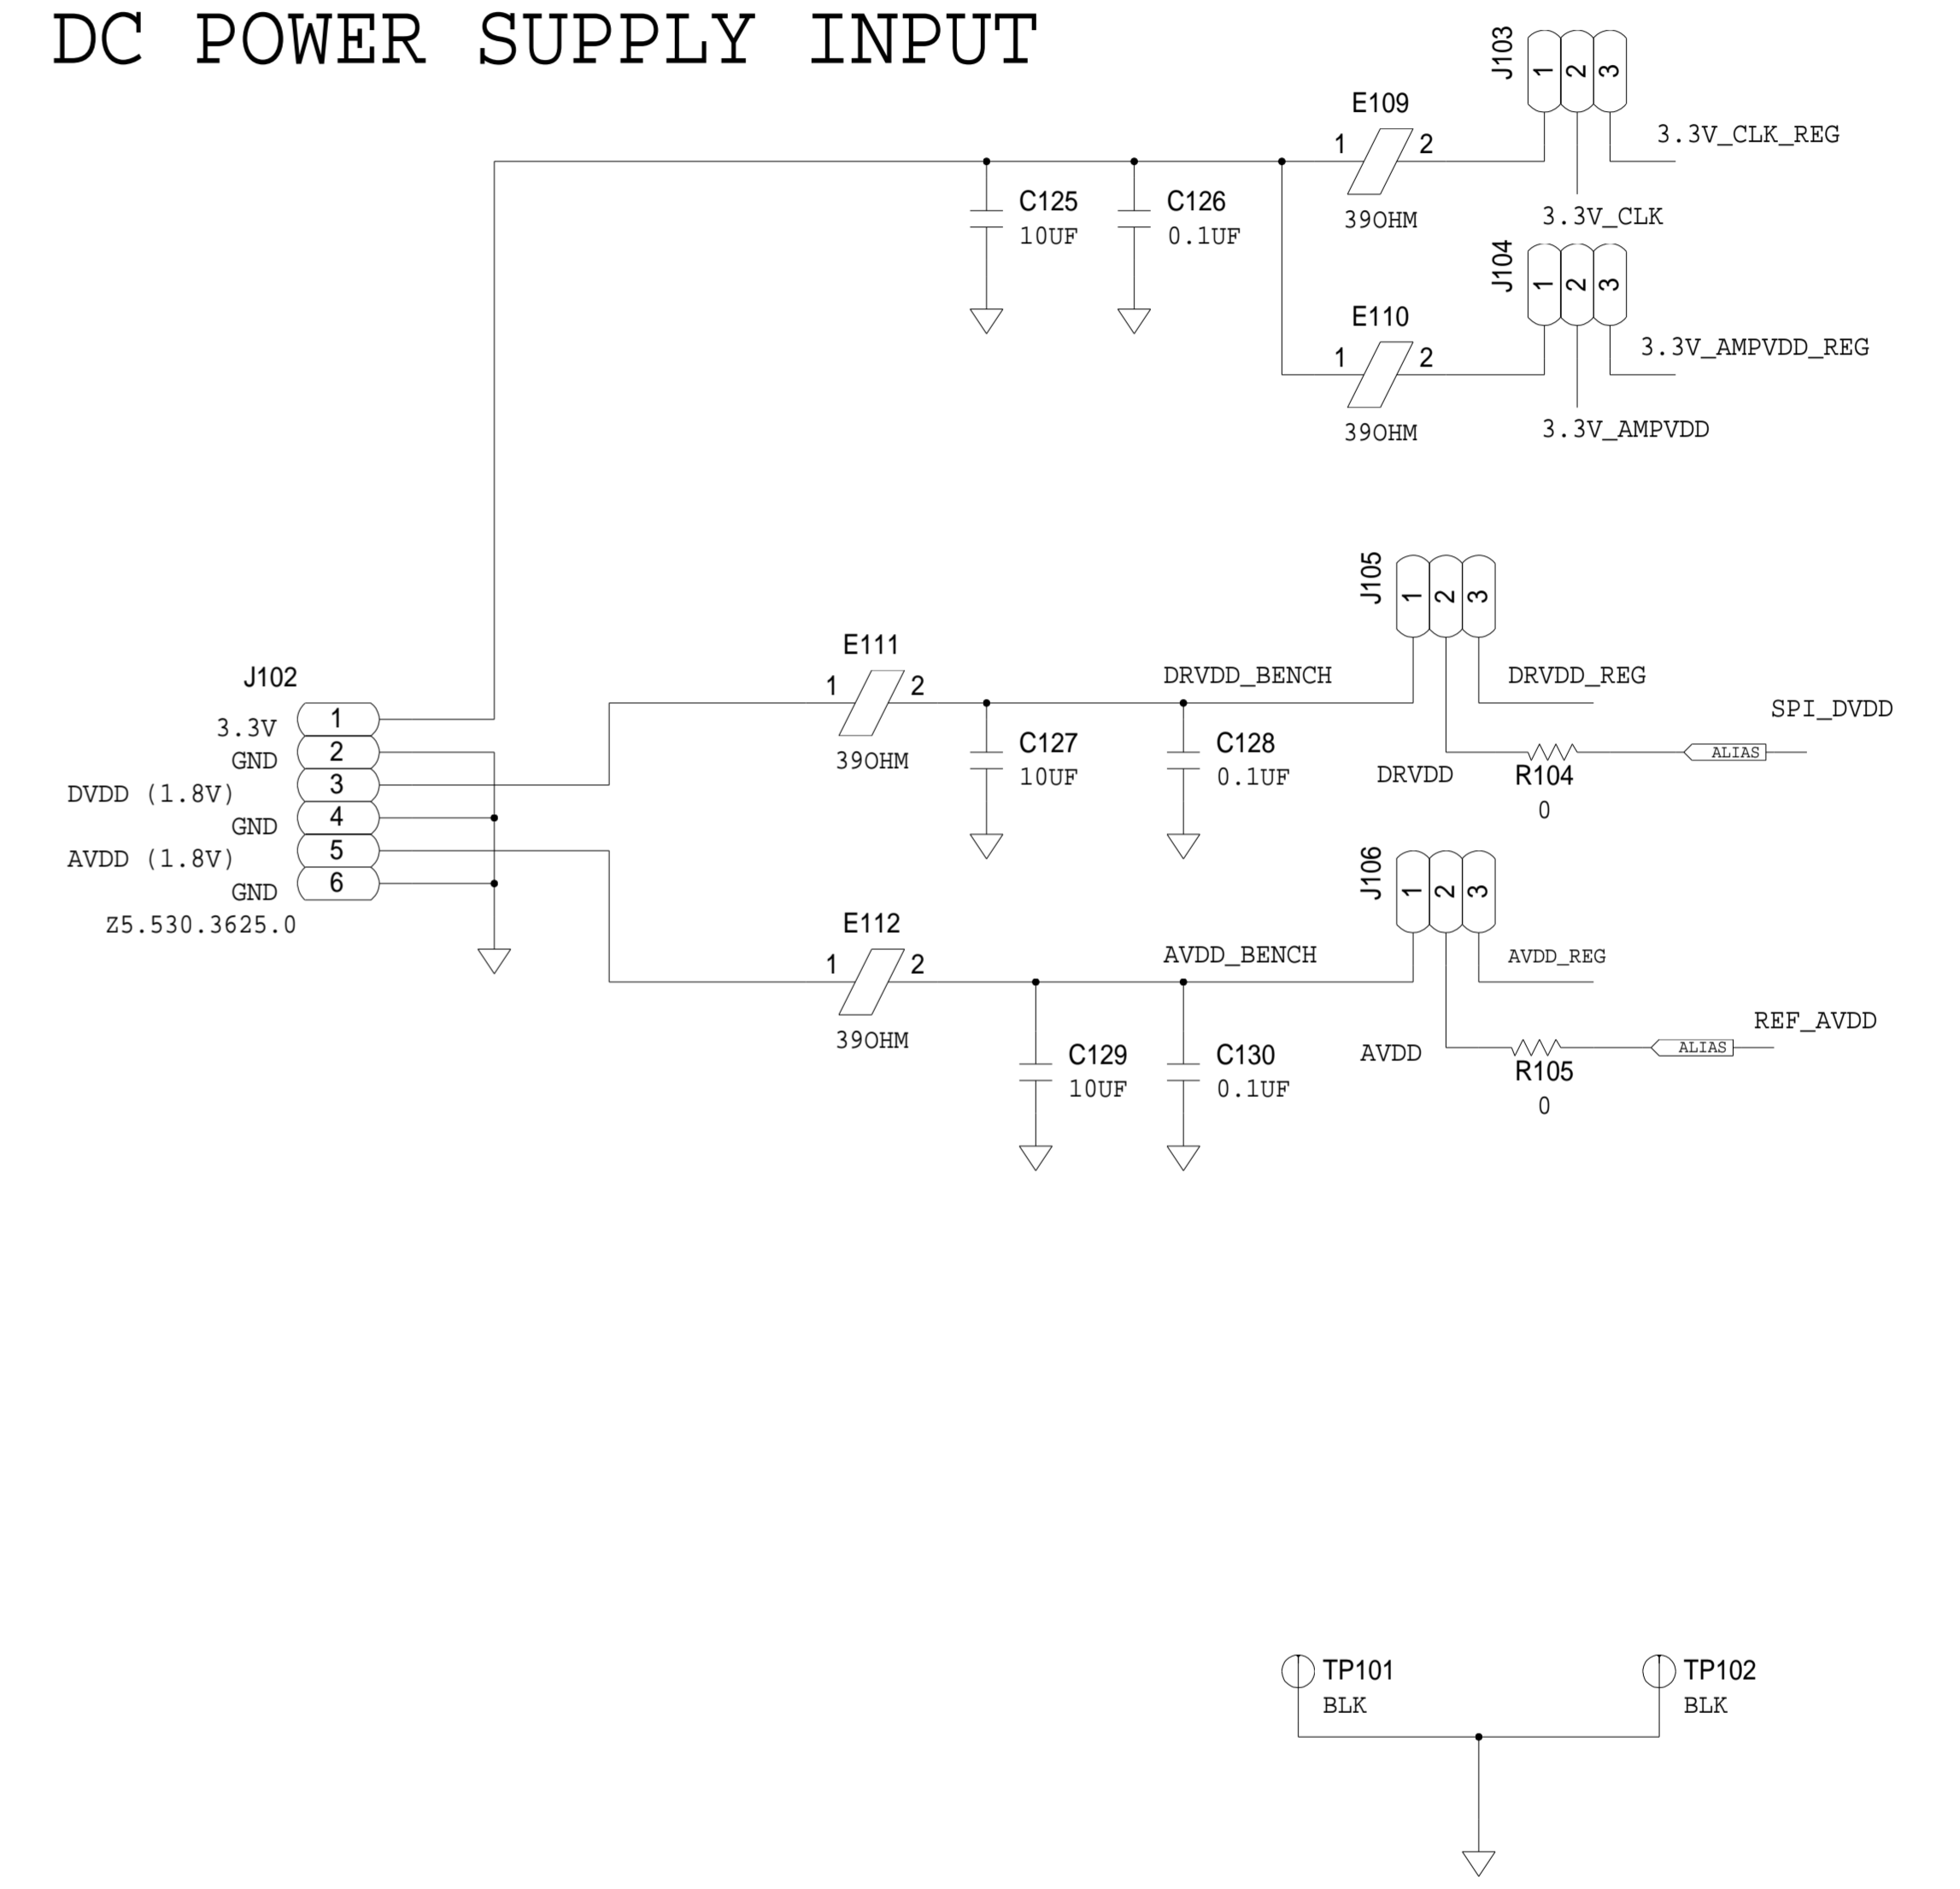 DC POWER SUPPLY INPUT
J103
1 2 3
E109
1 2
39OHM
3.3V_CLK_REG
3.3V_CLK
C125
10UF
C126
0.1UF
J104
1 2 3
E110
1 2
39OHM
3.3V_AMPVDD_REG
3.3V_AMPVDD
J105
1 2 3
E111
1 2
39OHM
DRVDD_BENCH
DRVDD_REG
SPI_DVDD
ALIAS
DRVDD
R104
0
C127
10UF
C128
0.1UF
J102
3.3V 1
GND 2
DVDD (1.8V) 3
GND 4
AVDD (1.8V) 5
GND 6
Z5.530.3625.0
J106
1 2 3
E112
1 2
39OHM
AVDD_BENCH
AVDD_REG
REF_AVDD
ALIAS
AVDD
R105
0
C129
10UF
C130
0.1UF
TP101
BLK
TP102
BLK